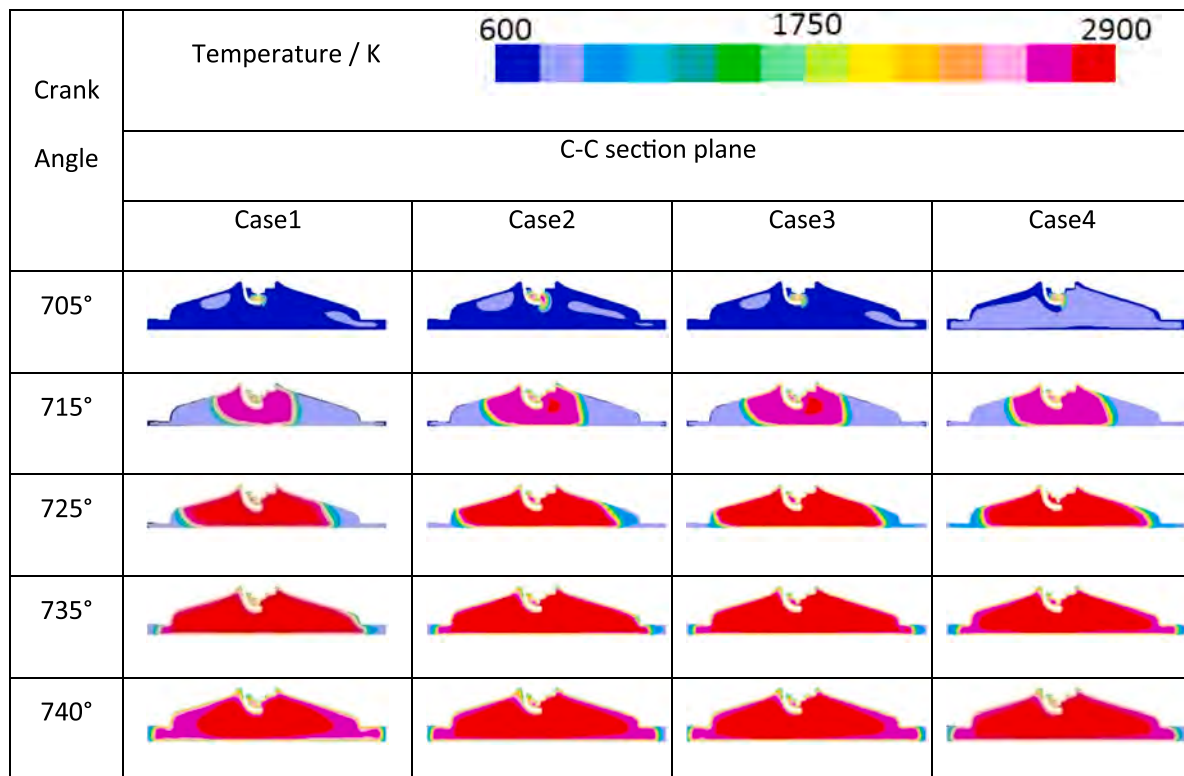 600 1750 2900
Temperature / K
Crank
Angle
C-C section plane
Case1 Case2 Case3 Case4
705°
715°
725°
735°
740°